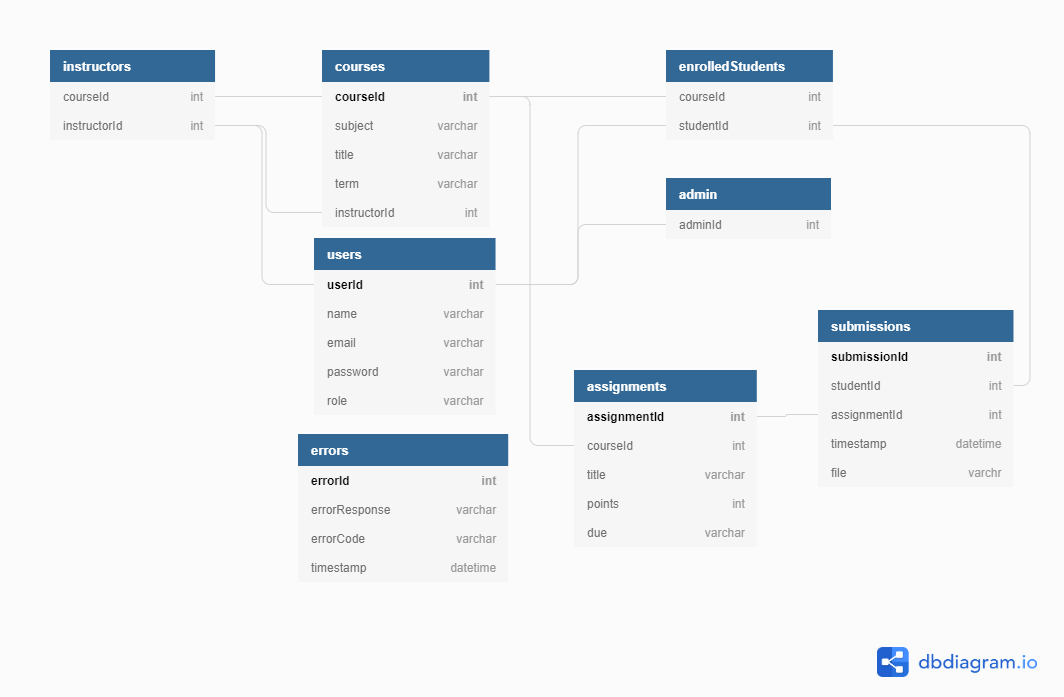 instructors
courseId int
instructorId int
courses
courseId int
subject varchar
title varchar
term varchar
instructorId int
enrolledStudents
courseId int
studentId int
admin
adminId int
users
userId int
name varchar
email varchar
password varchar
role varchar
submissions
submissionId int
studentId int
assignmentId int
timestamp datetime
file varchr
assignments
assignmentId int
courseId int
title varchar
points int
due varchar
errors
errorId int
errorResponse varchar
errorCode varchar
timestamp datetime
dbdiagram.io